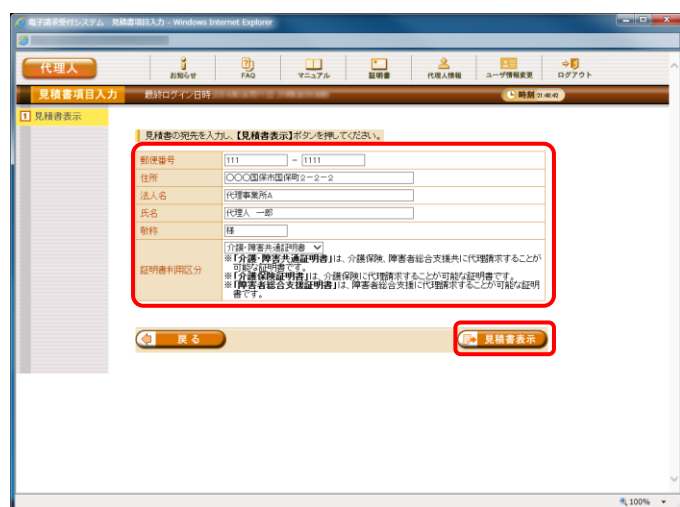 電子請求受付システム 見積書項目入力 - Windows Internet Explorer
代理人
お知らせ FAQ マニュアル 証明書 代理人情報 ユーザ情報変更 ログアウト
見積書項目入力 最終ログイン日時 時刻 21:48:42
1 見積書表示
見積書の宛先を入力し、【見積書表示】ボタンを押してください。
郵便番号 111 - 1111
住所 〇〇〇国保市国保町2-2-2
法人名 代理事業所A
氏名 代理人 一郎
敬称 様
証明書利用区分 介護・障害共通証明書
※「介護・障害共通証明書」は、介護保険、障害者総合支援共に代理請求することが
可能な証明書です。
※「介護保険証明書」は、介護保険に代理請求することが可能な証明書です。
※「障害者総合支援証明書」は、障害者総合支援に代理請求することが可能な証明
書です。
戻る 見積書表示
100%